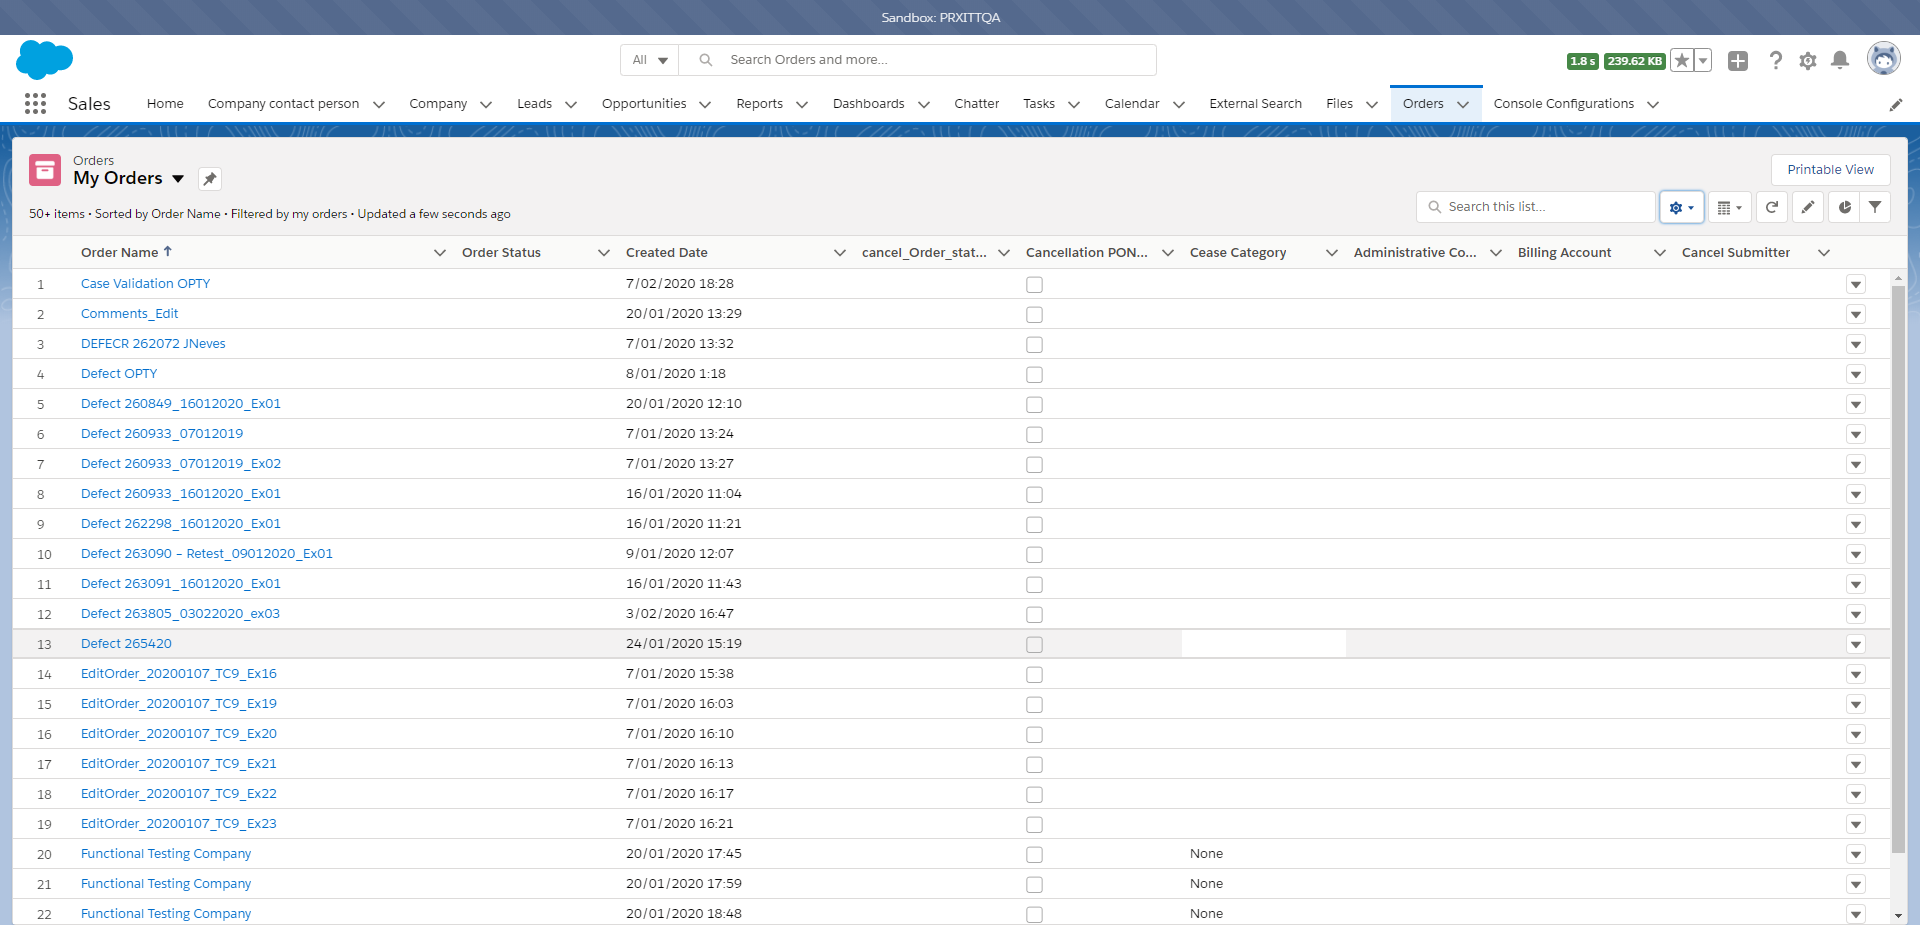 Sandbox: PRXITTQA
All Search Orders and more... 1.8 s 239.62 KB
Sales Home Company contact person Company Leads Opportunities Reports Dashboards Chatter Tasks Calendar External Search Files Orders Console Configurations
Orders
My Orders Printable View
50+ items • Sorted by Order Name • Filtered by my orders • Updated a few seconds ago Search this list...
Order Name Order Status Created Date cancel_Order_stat... Cancellation PON... Cease Category Administrative Co... Billing Account Cancel Submitter
1 Case Validation OPTY 7/02/2020 18:28
2 Comments_Edit 20/01/2020 13:29
3 DEFECR 262072 JNeves 7/01/2020 13:32
4 Defect OPTY 8/01/2020 1:18
5 Defect 260849_16012020_Ex01 20/01/2020 12:10
6 Defect 260933_07012019 7/01/2020 13:24
7 Defect 260933_07012019_Ex02 7/01/2020 13:27
8 Defect 260933_16012020_Ex01 16/01/2020 11:04
9 Defect 262298_16012020_Ex01 16/01/2020 11:21
10 Defect 263090 – Retest_09012020_Ex01 9/01/2020 12:07
11 Defect 263091_16012020_Ex01 16/01/2020 11:43
12 Defect 263805_03022020_ex03 3/02/2020 16:47
13 Defect 265420 24/01/2020 15:19
14 EditOrder_20200107_TC9_Ex16 7/01/2020 15:38
15 EditOrder_20200107_TC9_Ex19 7/01/2020 16:03
16 EditOrder_20200107_TC9_Ex20 7/01/2020 16:10
17 EditOrder_20200107_TC9_Ex21 7/01/2020 16:13
18 EditOrder_20200107_TC9_Ex22 7/01/2020 16:17
19 EditOrder_20200107_TC9_Ex23 7/01/2020 16:21
20 Functional Testing Company 20/01/2020 17:45 None
21 Functional Testing Company 20/01/2020 17:59 None
22 Functional Testing Company 20/01/2020 18:48 None